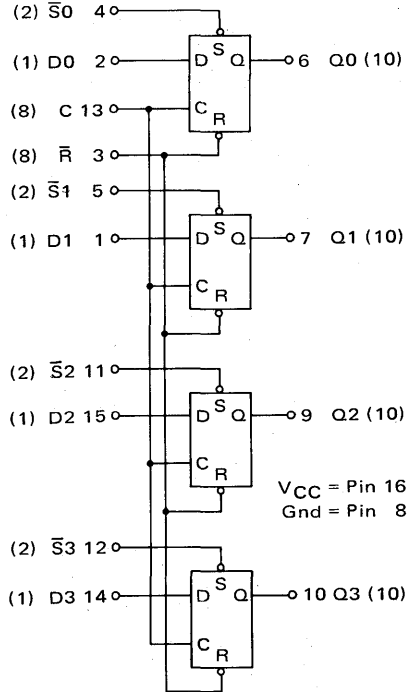 (2) S̅0 4 S
(1) D0 2 D Q 6 Q0 (10)
(8) C 13 C
R
(8) R̅ 3
(2) S̅1 5 S
(1) D1 1 D Q 7 Q1 (10)
C
R
(2) S̅2 11 S
(1) D2 15 D Q 9 Q2 (10)
C
R
VCC = Pin 16
Gnd = Pin 8
(2) S̅3 12 S
(1) D3 14 D Q 10 Q3 (10)
C
R